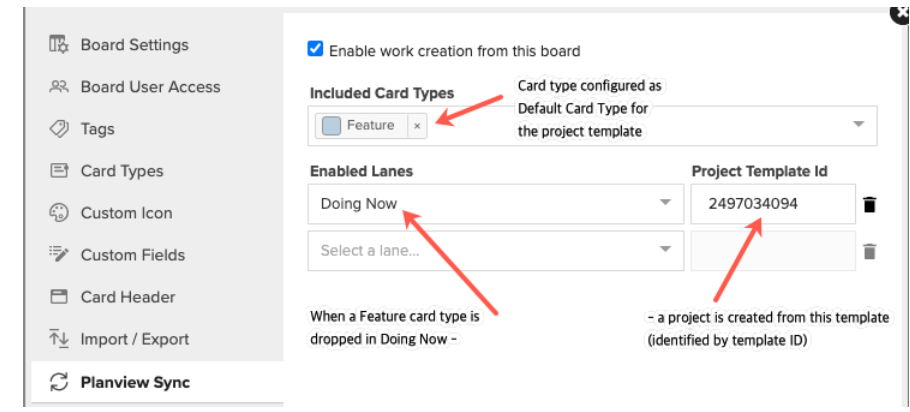 Board Settings
Board User Access
Tags
Card Types
Custom Icon
Custom Fields
Card Header
Import / Export
Planview Sync
Enable work creation from this board
Included Card Types
Feature ×
Card type configured as
Default Card Type for
the project template
Enabled Lanes
Project Template Id
Doing Now
2497034094
Select a lane...
When a Feature card type is
dropped in Doing Now -
- a project is created from this template
(identified by template ID)